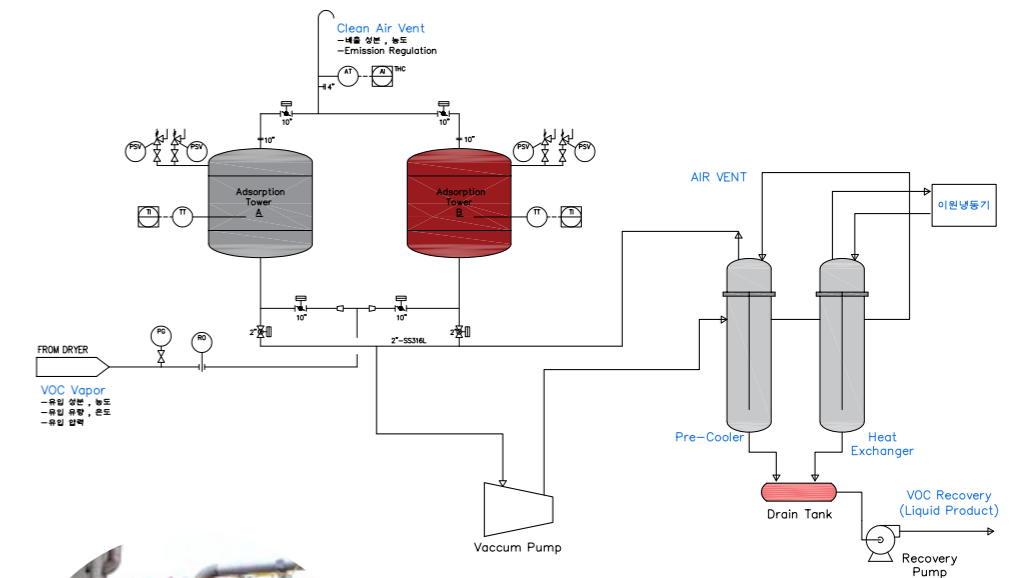 Clean Air Vent
-배출 성분 , 농도
-Emission Regulation
AT
AI
THC
4"
10"
10"
10"
10"
PSV
PSV
PSV
PSV
Adsorption
Tower
A
Adsorption
Tower
B
TI
TT
TT
TI
AIR VENT
이원냉동기
10"
10"
2"
2"
2"-SS316L
PG
RO
FROM DRYER
VOC Vapor
-유입 성분 , 농도
-유입 유량 , 온도
-유입 압력
Pre-Cooler
Heat
Exchanger
Drain Tank
VOC Recovery
(Liquid Product)
Vaccum Pump
Recovery
Pump